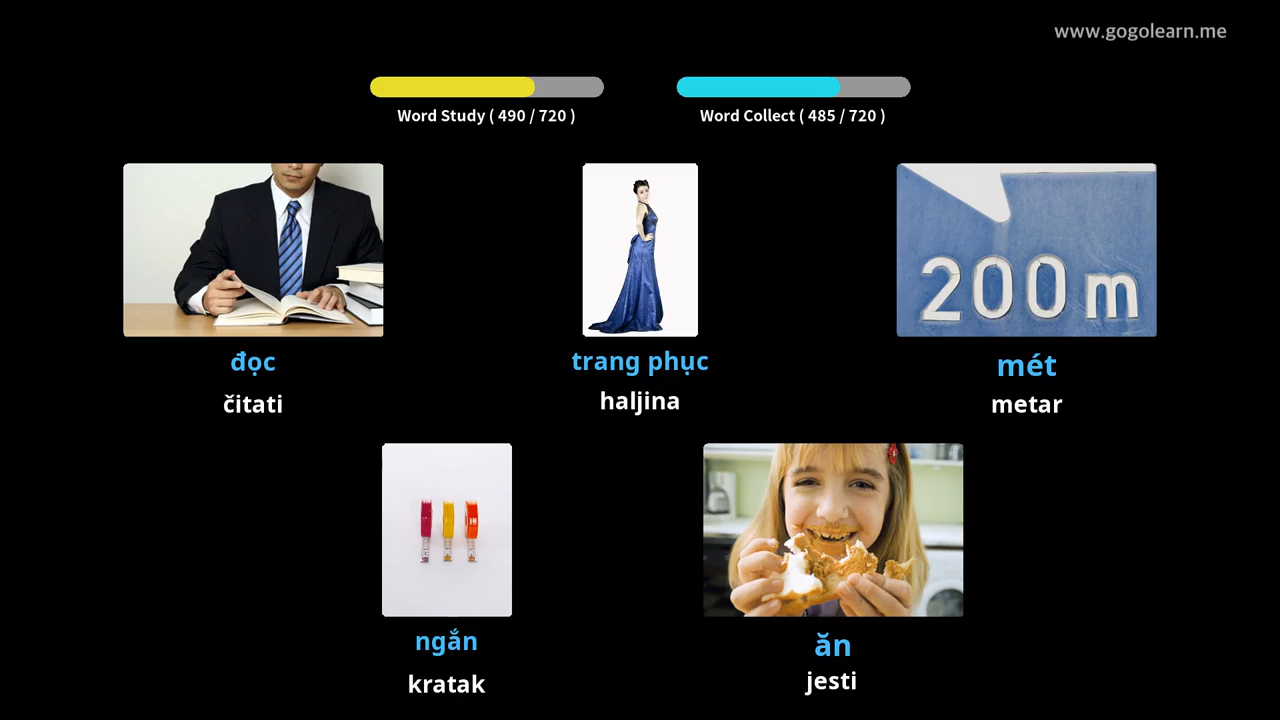 www.gogolearn.me
Word Study ( 490 / 720 )
Word Collect ( 485 / 720 )
200m
đọc
čitati
trang phục
haljina
mét
metar
ngắn
kratak
ăn
jesti